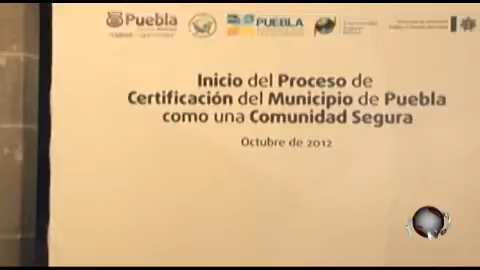 Puebla
PUEBLA
Inicio del Proceso de
Certificación del Municipio de Puebla
como una Comunidad Segura
Octubre de 2012